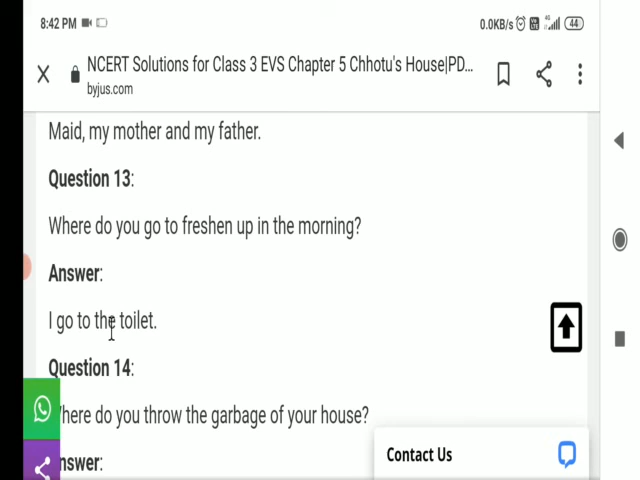 8:42 PM
0.0KB/s
44
NCERT Solutions for Class 3 EVS Chapter 5 Chhotu's House|PD...
byjus.com
Maid, my mother and my father.
Question 13:
Where do you go to freshen up in the morning?
Answer:
I go to the toilet.
Question 14:
here do you throw the garbage of your house?
nswer:
Contact Us